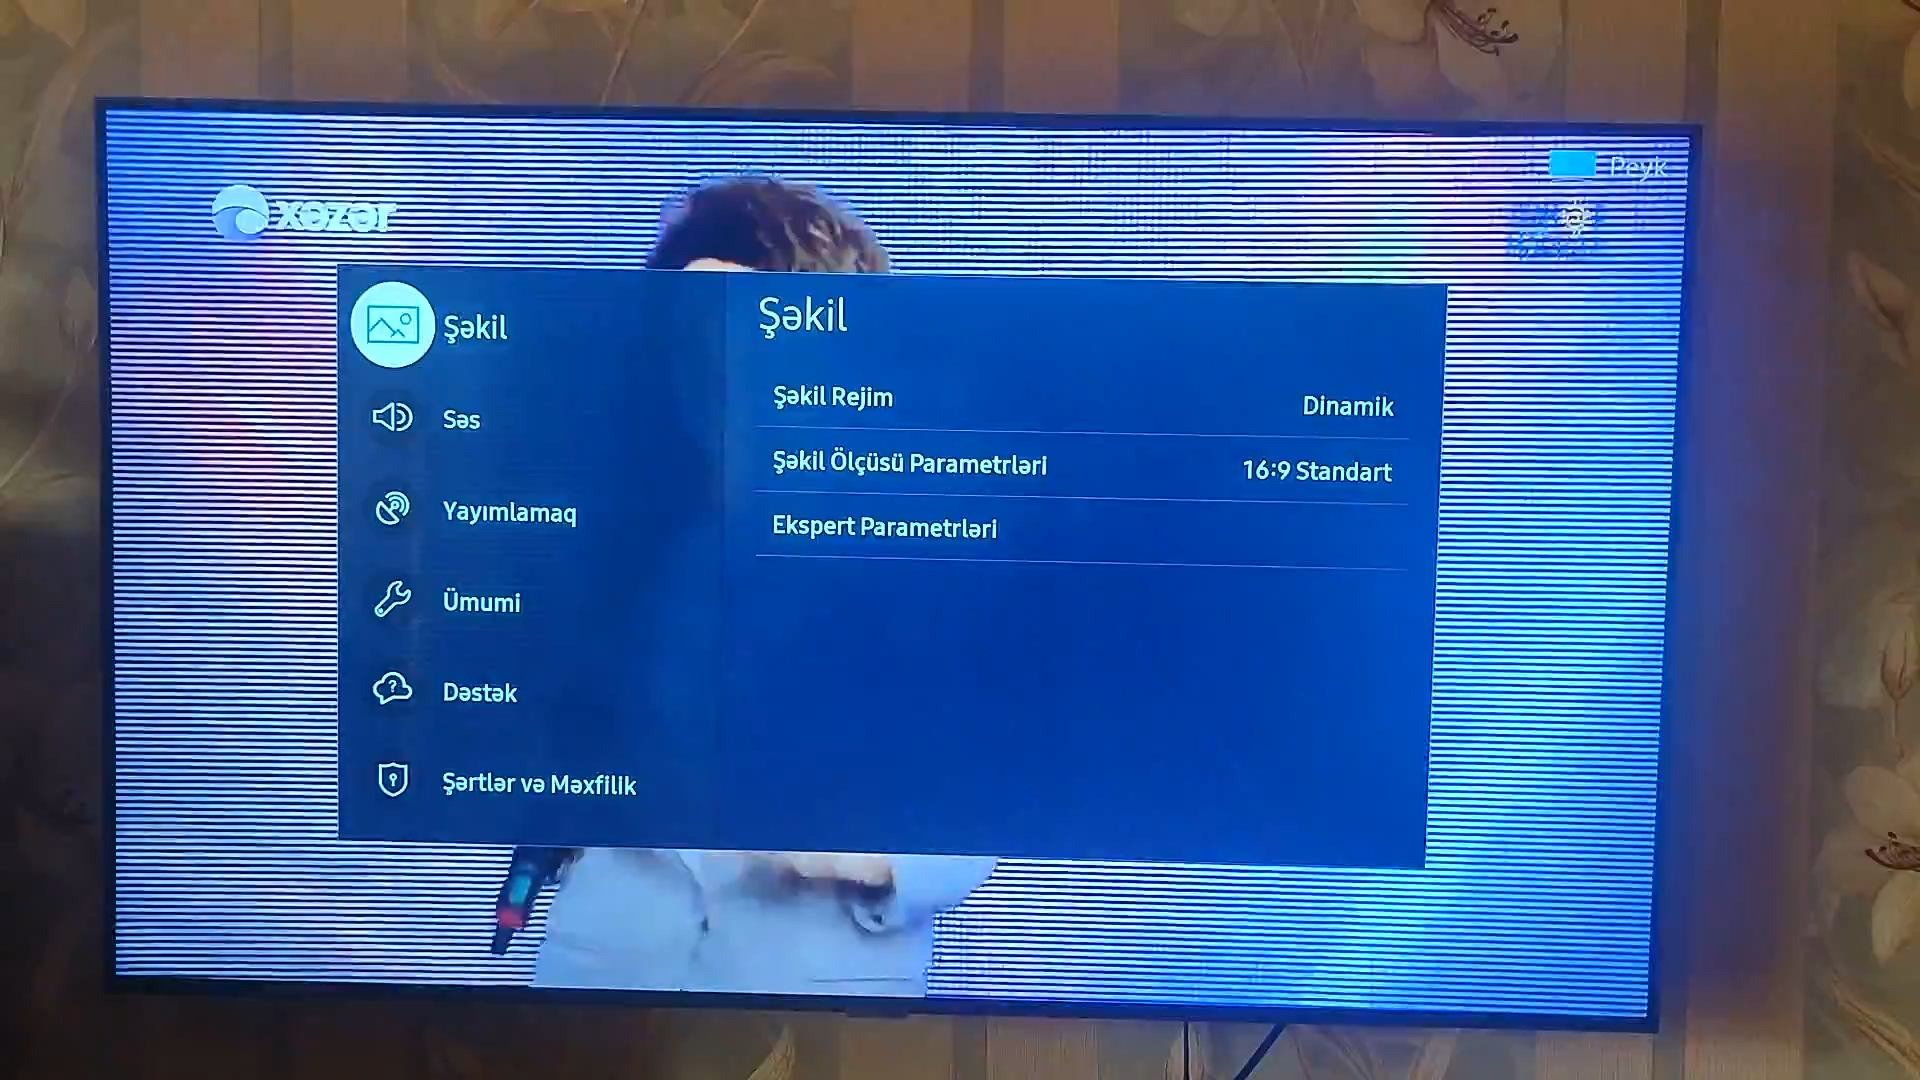 Peyk
xəzər
Şəkil
Səs
Yayımlamaq
Ümumi
Dəstək
Şərtlər və Məxfilik
Şəkil
Şəkil Rejim Dinamik
Şəkil Ölçüsü Parametrləri 16:9 Standart
Ekspert Parametrləri